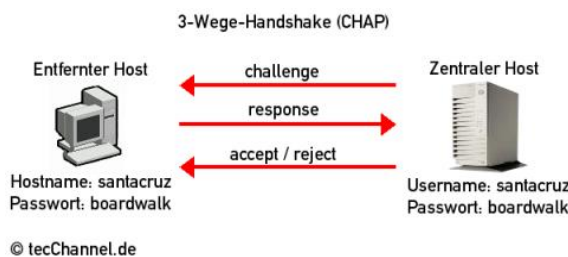 3-Wege-Handshake (CHAP)
Entfernter Host
challenge
Zentraler Host
response
accept / reject
Hostname: santacruz
Passwort: boardwalk
Username: santacruz
Passwort: boardwalk
© tecChannel.de